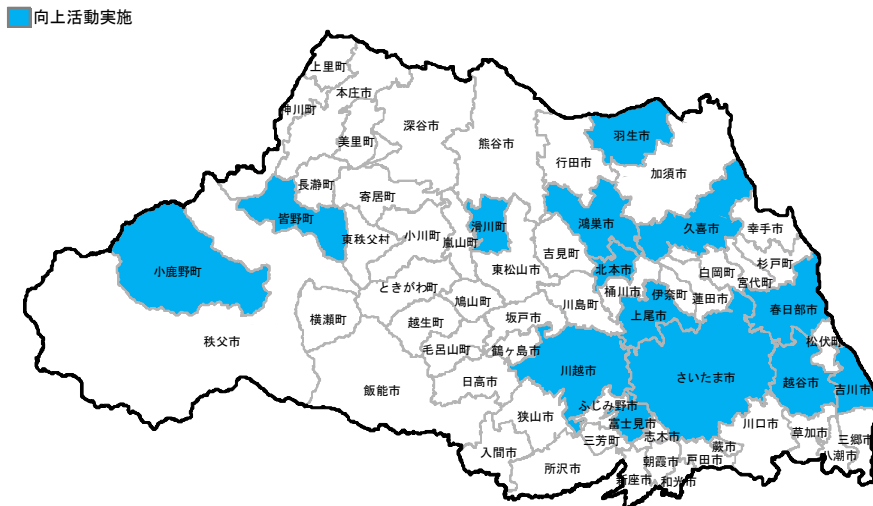 向上活動実施
上里町
本庄市
神川町
深谷市
羽生市
美里町
熊谷市
行田市
加須市
長瀞町
寄居町
皆野町
滑川町
鴻巣市
久喜市
幸手市
東秩父村
小川町
嵐山町
吉見町
杉戸町
小鹿野町
東松山市
北本市
白岡町
宮代町
ときがわ町
桶川市
伊奈町
蓮田市
鳩山町
川島町
春日部市
横瀬町
越生町
坂戸市
上尾市
秩父市
毛呂山町
鶴ヶ島市
松伏町
川越市
さいたま市
日高市
越谷市
吉川市
飯能市
ふじみ野市
狭山市
富士見市
川口市
三芳町
志木市
草加市
三郷市
入間市
蕨市
所沢市
朝霞市
戸田市
八潮市
新座市
和光市